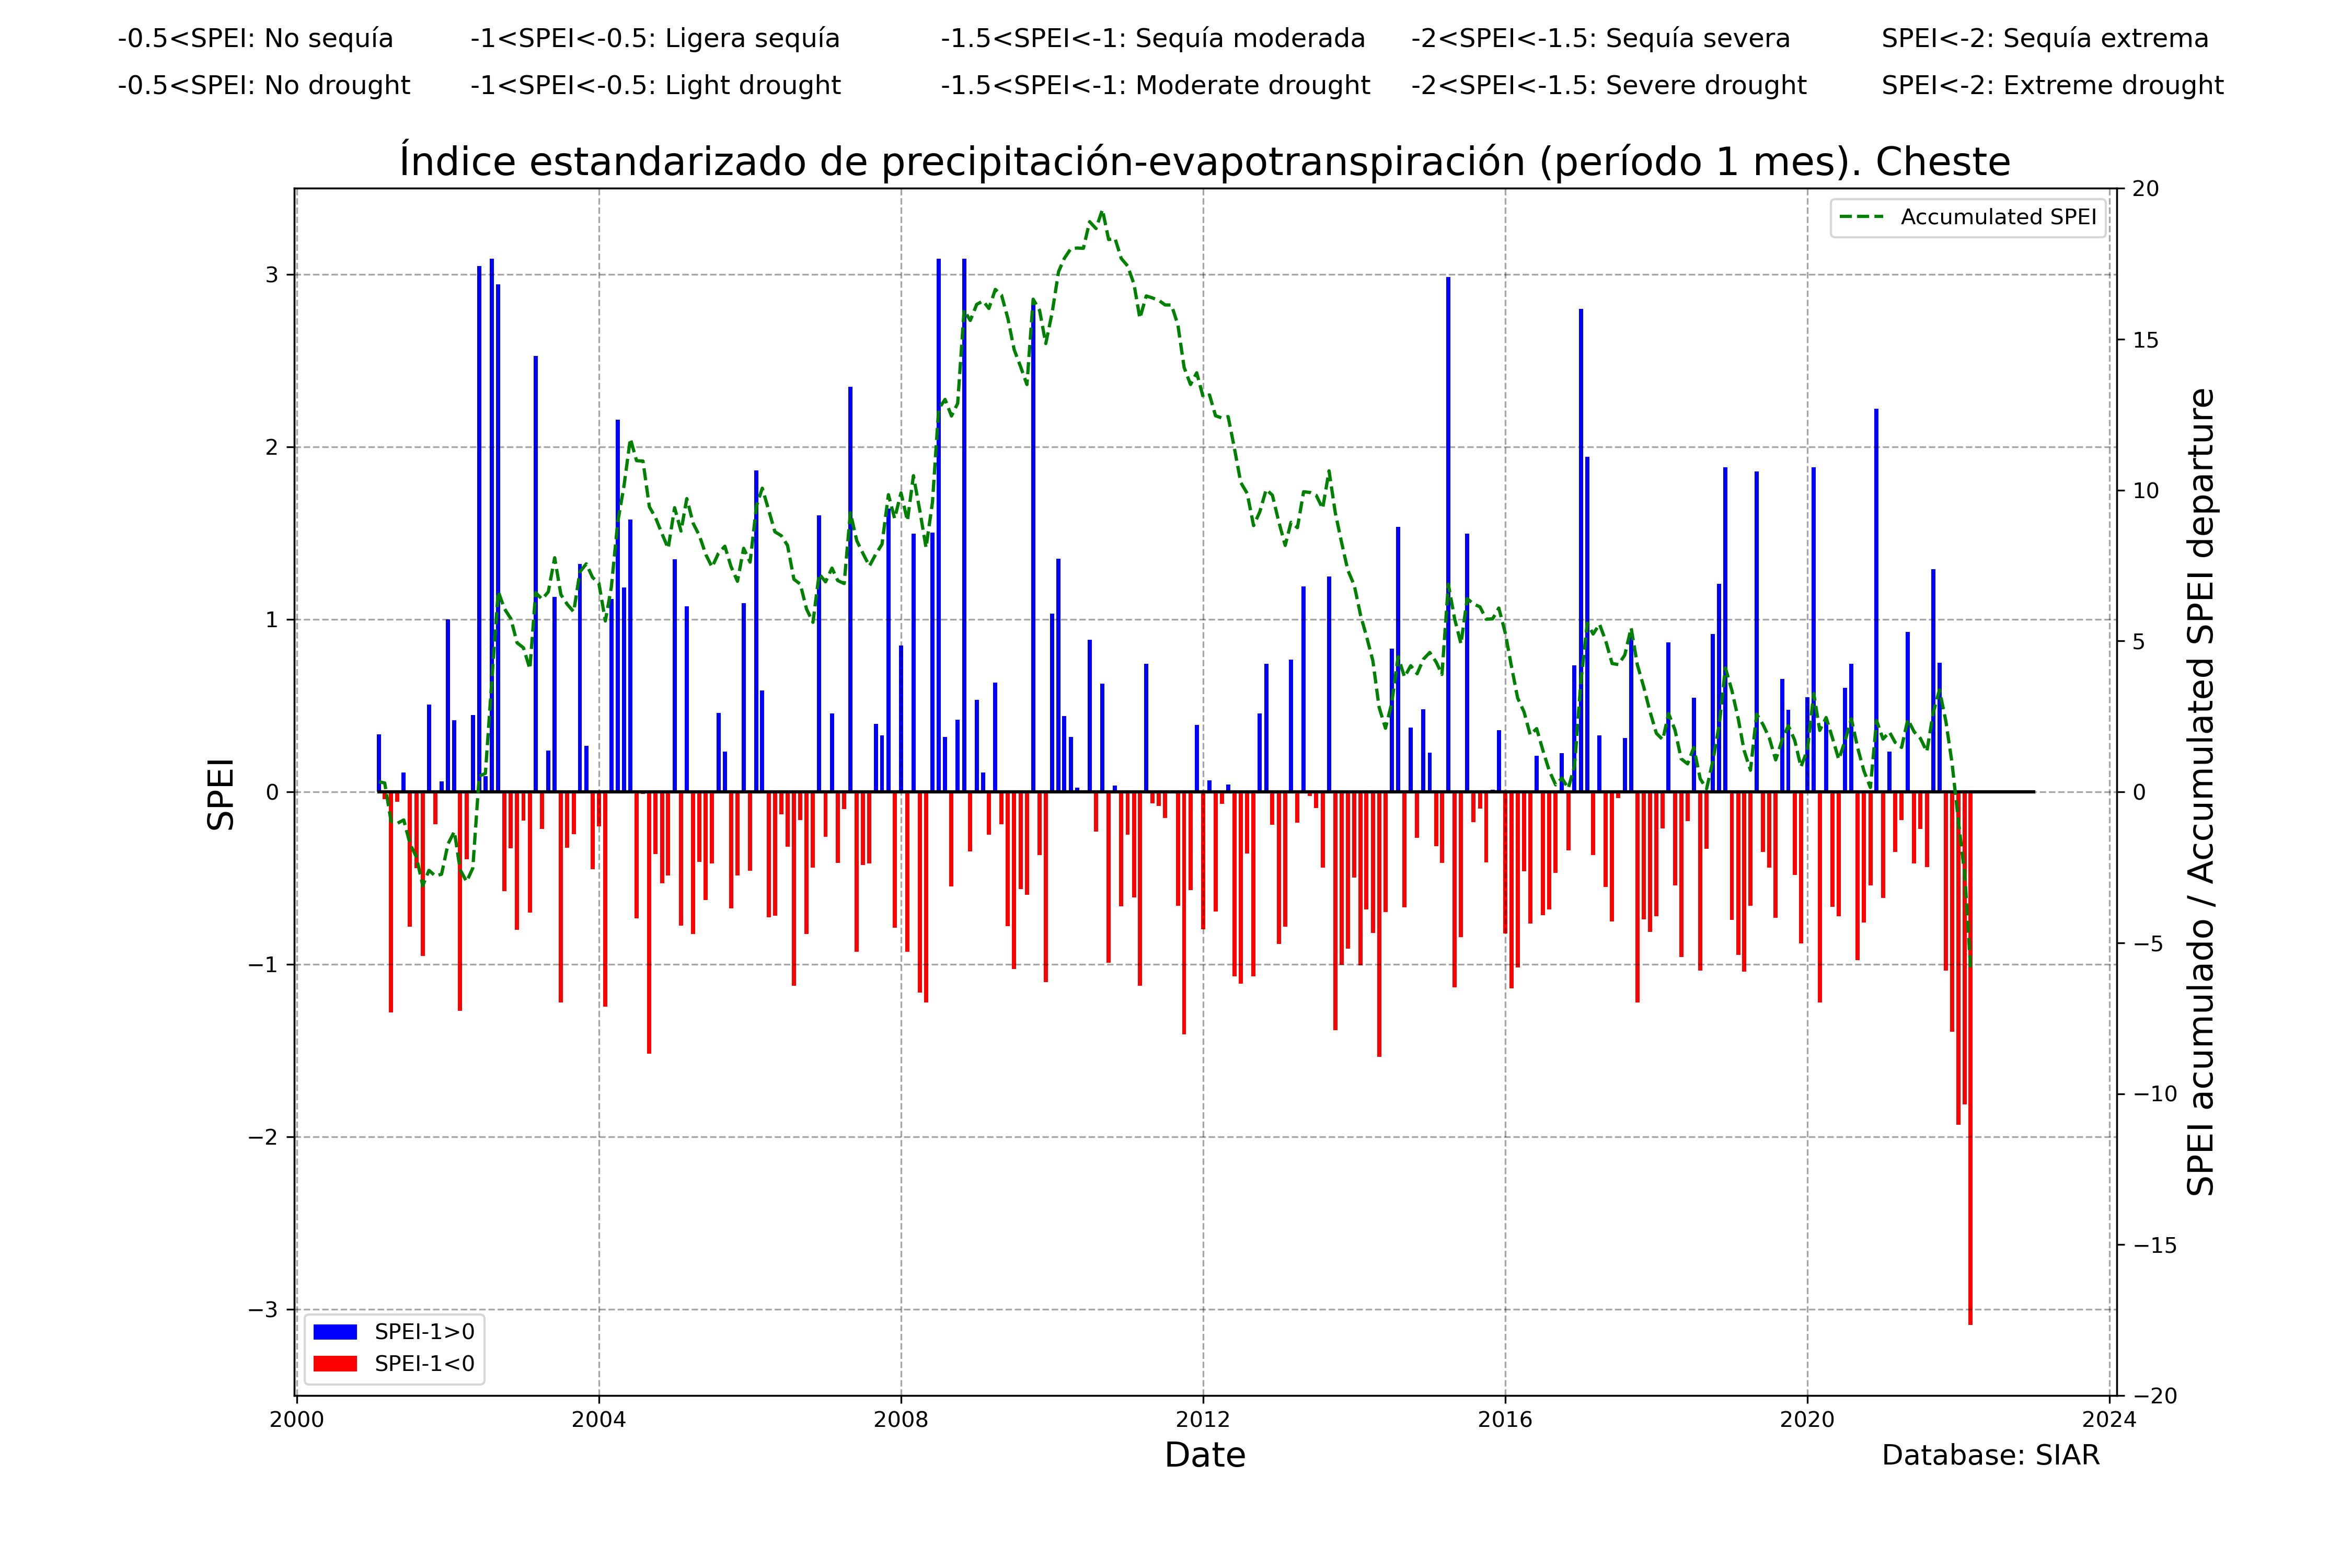 -0.5<SPEI: No sequía -1<SPEI<-0.5: Ligera sequía -1.5<SPEI<-1: Sequía moderada -2<SPEI<-1.5: Sequía severa SPEI<-2: Sequía extrema
-0.5<SPEI: No drought -1<SPEI<-0.5: Light drought -1.5<SPEI<-1: Moderate drought -2<SPEI<-1.5: Severe drought SPEI<-2: Extreme drought
Índice estandarizado de precipitación-evapotranspiración (período 1 mes). Cheste
Accumulated SPEI
SPEI
3
2
1
0
−1
−2
−3
20
15
10
5
0
−5
−10
−15
−20
SPEI acumulado / Accumulated SPEI departure
SPEI-1>0
SPEI-1<0
2000 2004 2008 2012 2016 2020 2024
Date
Database: SIAR